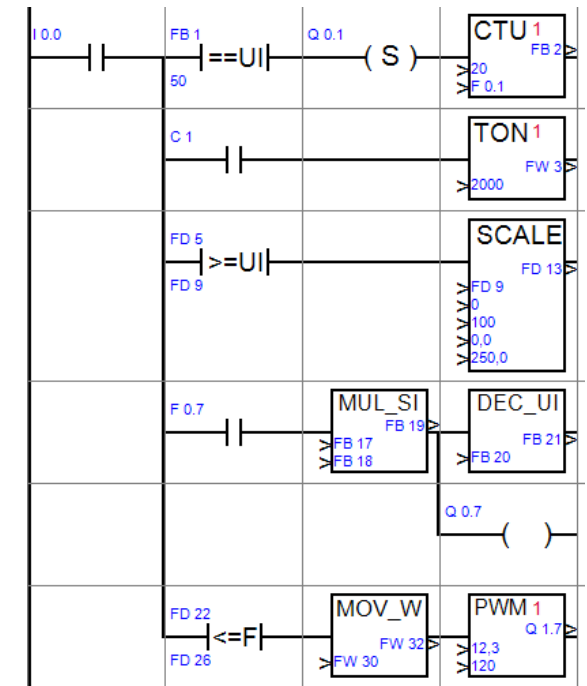 I 0.0 FB 1 Q 0.1 CTU 1
==UI ( S ) FB 2
50 20
F 0.1
C 1 TON 1
FW 3
2000
FD 5 SCALE
>=UI FD 13
FD 9 FD 9
0
100
0,0
250,0
F 0.7 MUL_SI DEC_UI
FB 19 FB 21
FB 17 FB 20
FB 18
Q 0.7
( )
FD 22 MOV_W PWM 1
<=F FW 32 Q 1.7
FD 26 FW 30 12,3
120